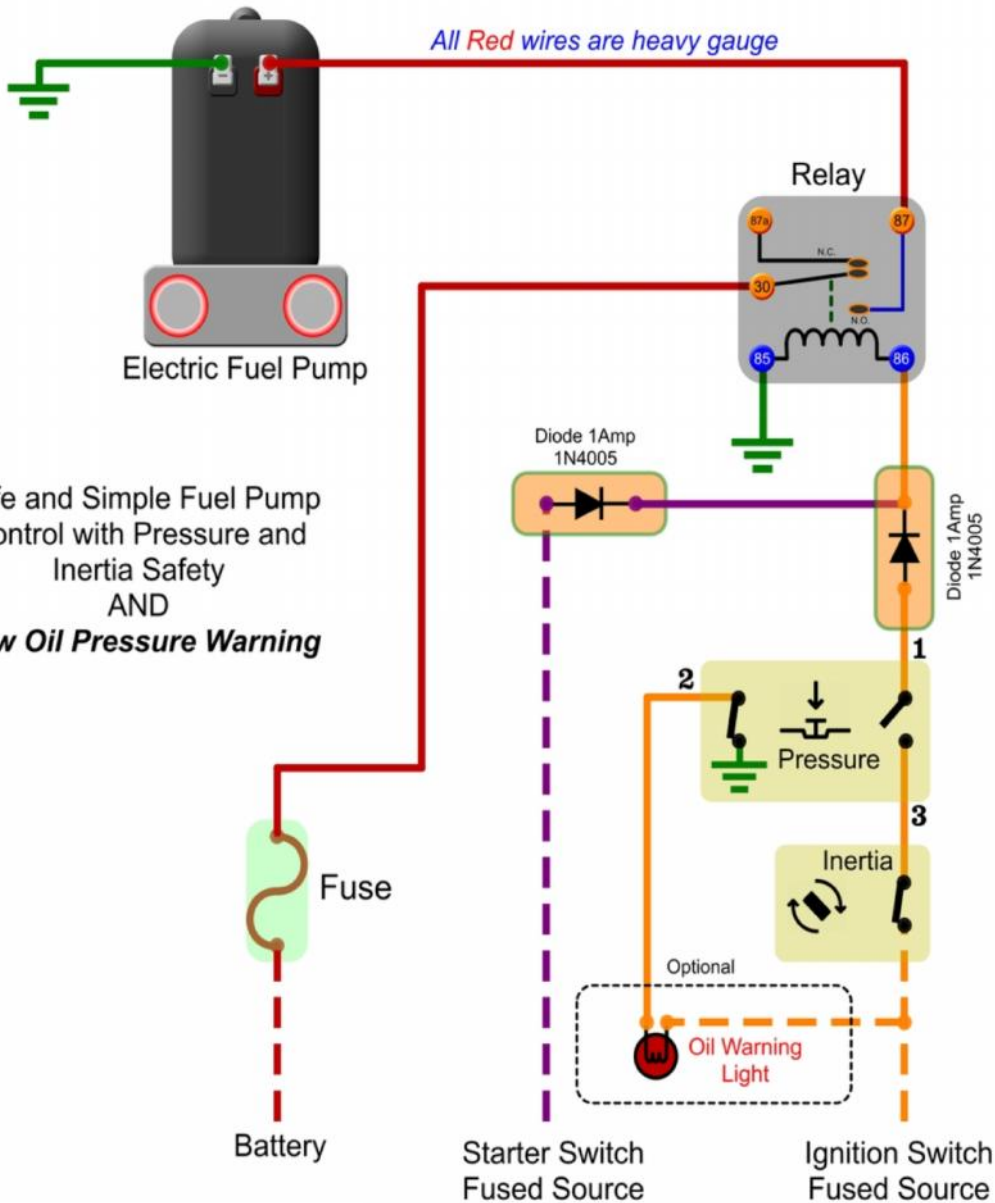 All Red wires are heavy gauge
Relay
87a
87
N.C.
30
N.O.
85
86
− +
Electric Fuel Pump
Diode 1Amp
1N4005
Diode 1Amp
1N4005
fe and Simple Fuel Pump
ontrol with Pressure and
Inertia Safety
AND
w Oil Pressure Warning
1
2
Pressure
3
Inertia
Fuse
Optional
Oil Warning
Light
Battery
Starter Switch
Fused Source
Ignition Switch
Fused Source